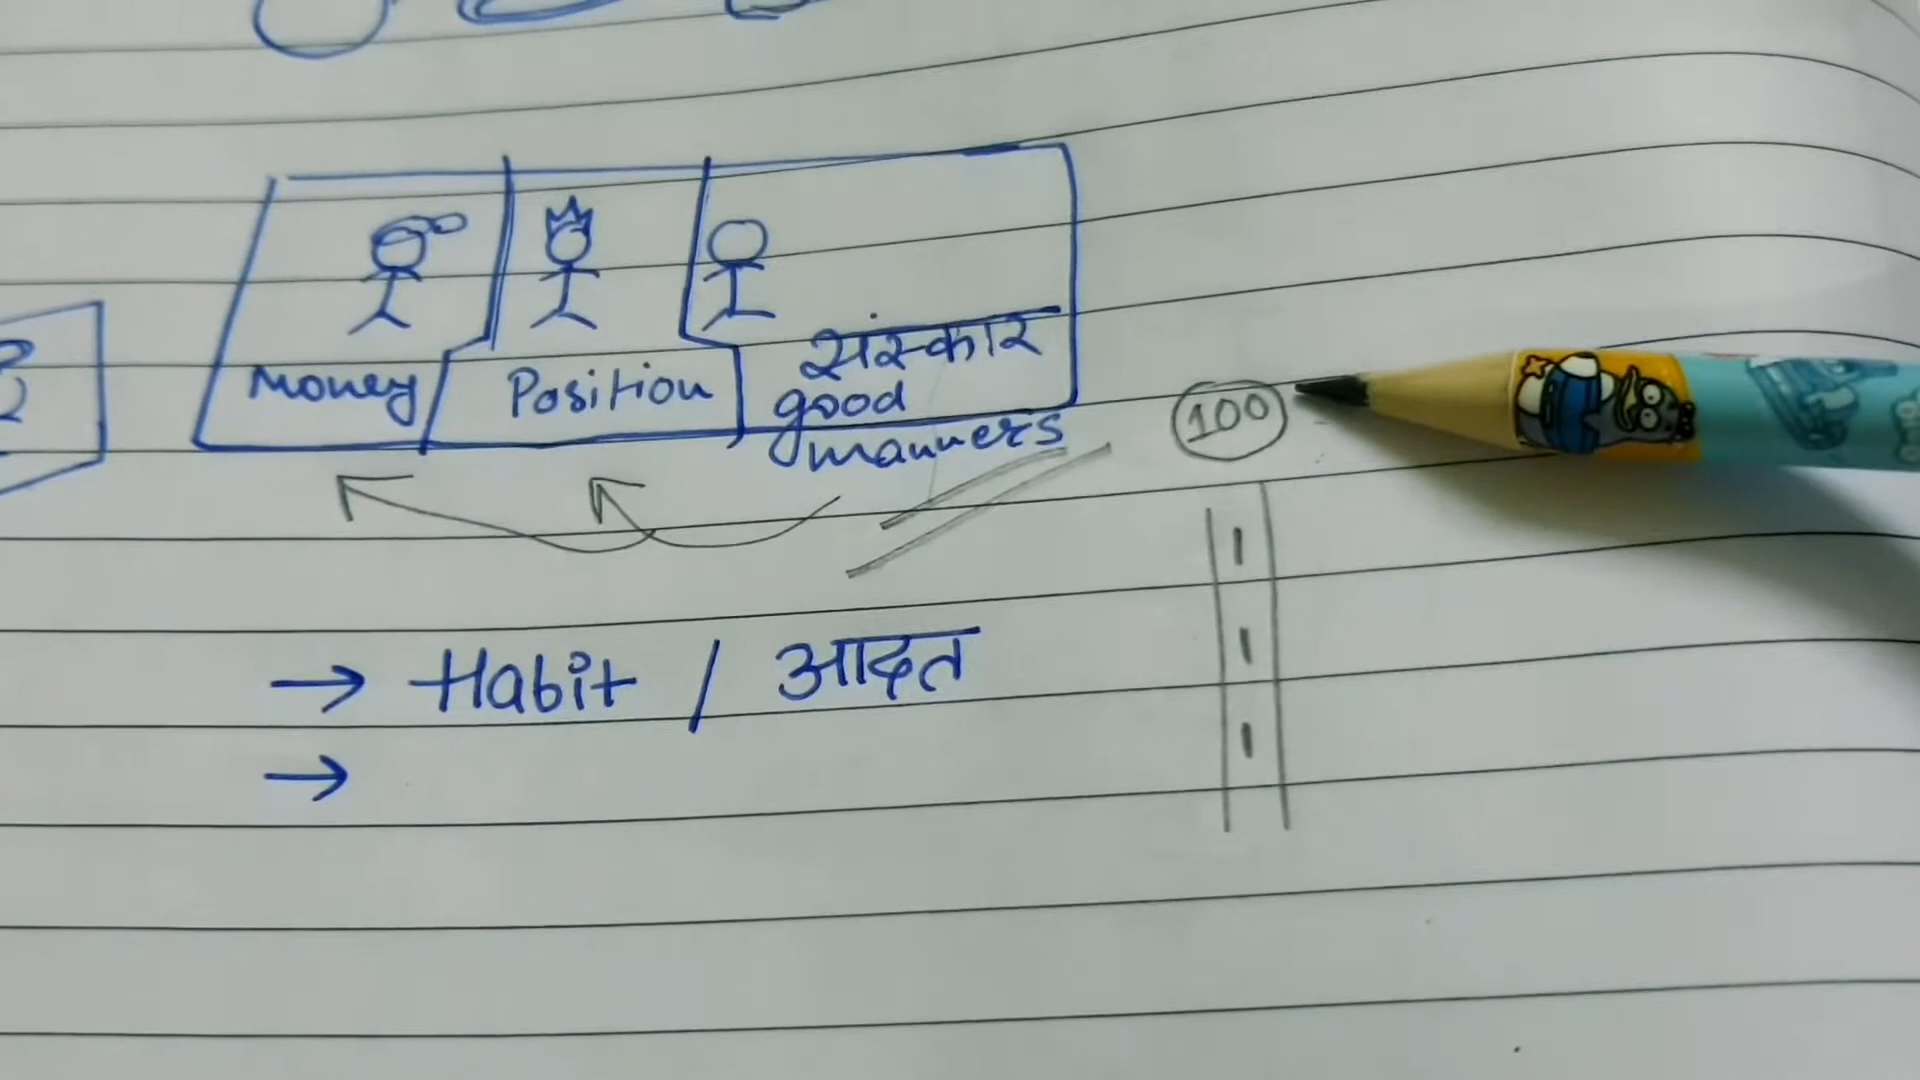 Money Position संस्कार
good
manners
100
→ Habit / आदत
→